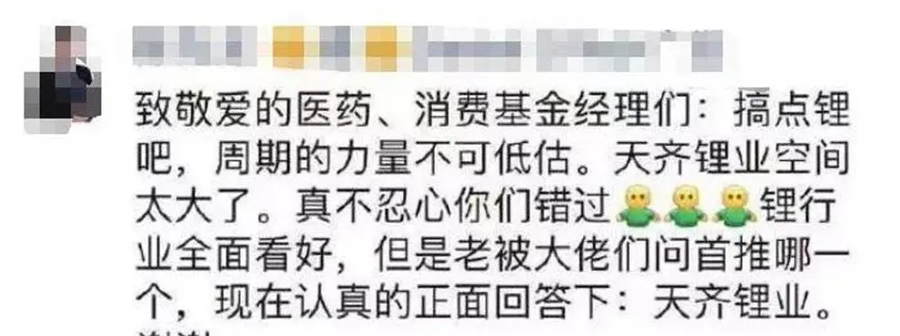 致敬爱的医药、消费基金经理们：搞点锂
吧，周期的力量不可低估。天齐锂业空间
太大了。真不忍心你们错过🤷🤷🤷锂行
业全面看好，但是老被大佬们问首推哪一
个，现在认真的正面回答下：天齐锂业。